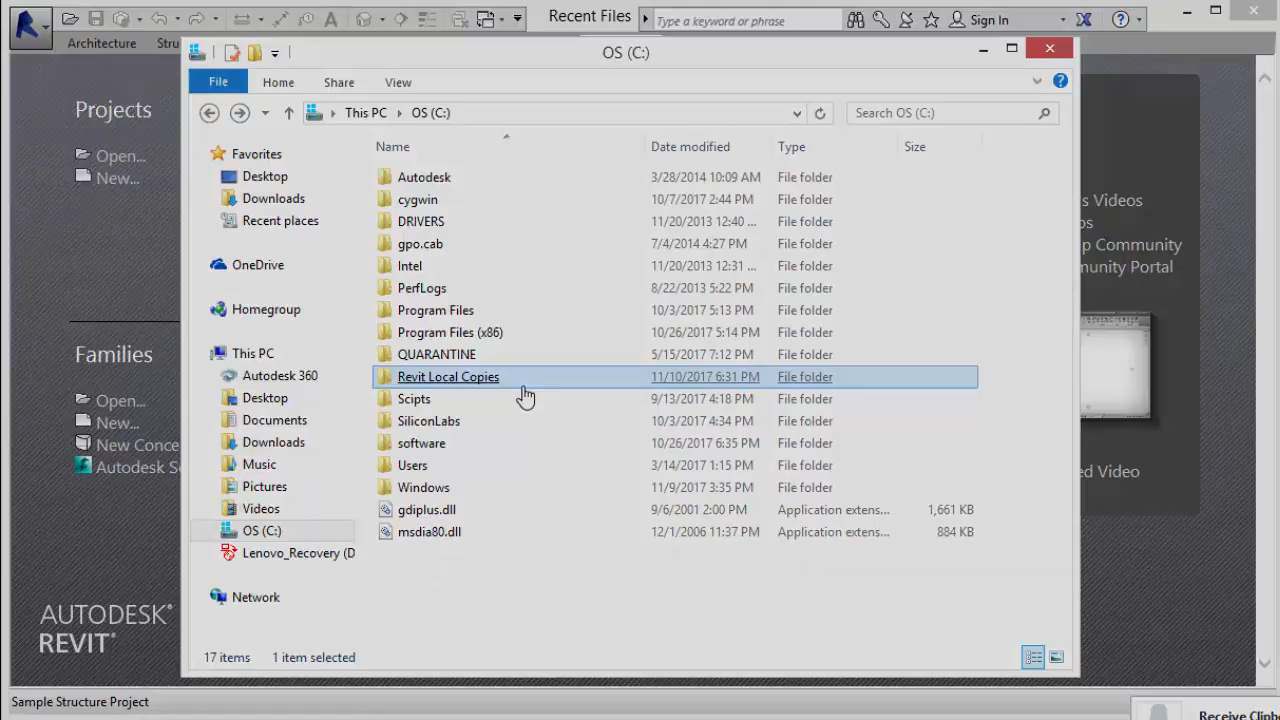 Recent Files
Type a keyword or phrase
Sign In
Architecture
Stru
OS (C:)
File
Home
Share
View
This PC
OS (C:)
Search OS (C:)
Projects
Open...
New...
Families
Open...
New...
New Conce
Autodesk S
AUTODESK®
REVIT®
Favorites
Desktop
Downloads
Recent places
OneDrive
Homegroup
This PC
Autodesk 360
Desktop
Documents
Downloads
Music
Pictures
Videos
OS (C:)
Lenovo_Recovery (D
Network
Name Date modified Type Size
Autodesk 3/28/2014 10:09 AM File folder
cygwin 10/7/2017 2:44 PM File folder
DRIVERS 11/20/2013 12:40 ... File folder
gpo.cab 7/4/2014 4:27 PM File folder
Intel 11/20/2013 12:31 ... File folder
PerfLogs 8/22/2013 5:22 PM File folder
Program Files 10/3/2017 5:13 PM File folder
Program Files (x86) 10/26/2017 5:14 PM File folder
QUARANTINE 5/15/2017 7:12 PM File folder
Revit Local Copies 11/10/2017 6:31 PM File folder
Scipts 9/13/2017 4:18 PM File folder
SiliconLabs 10/3/2017 4:34 PM File folder
software 10/26/2017 6:35 PM File folder
Users 3/14/2017 1:15 PM File folder
Windows 11/9/2017 3:35 PM File folder
gdiplus.dll 9/6/2001 2:00 PM Application extens... 1,661 KB
msdia80.dll 12/1/2006 11:37 PM Application extens... 884 KB
17 items 1 item selected
s Videos
os
p Community
munity Portal
ed Video
Sample Structure Project
Receive Clipb